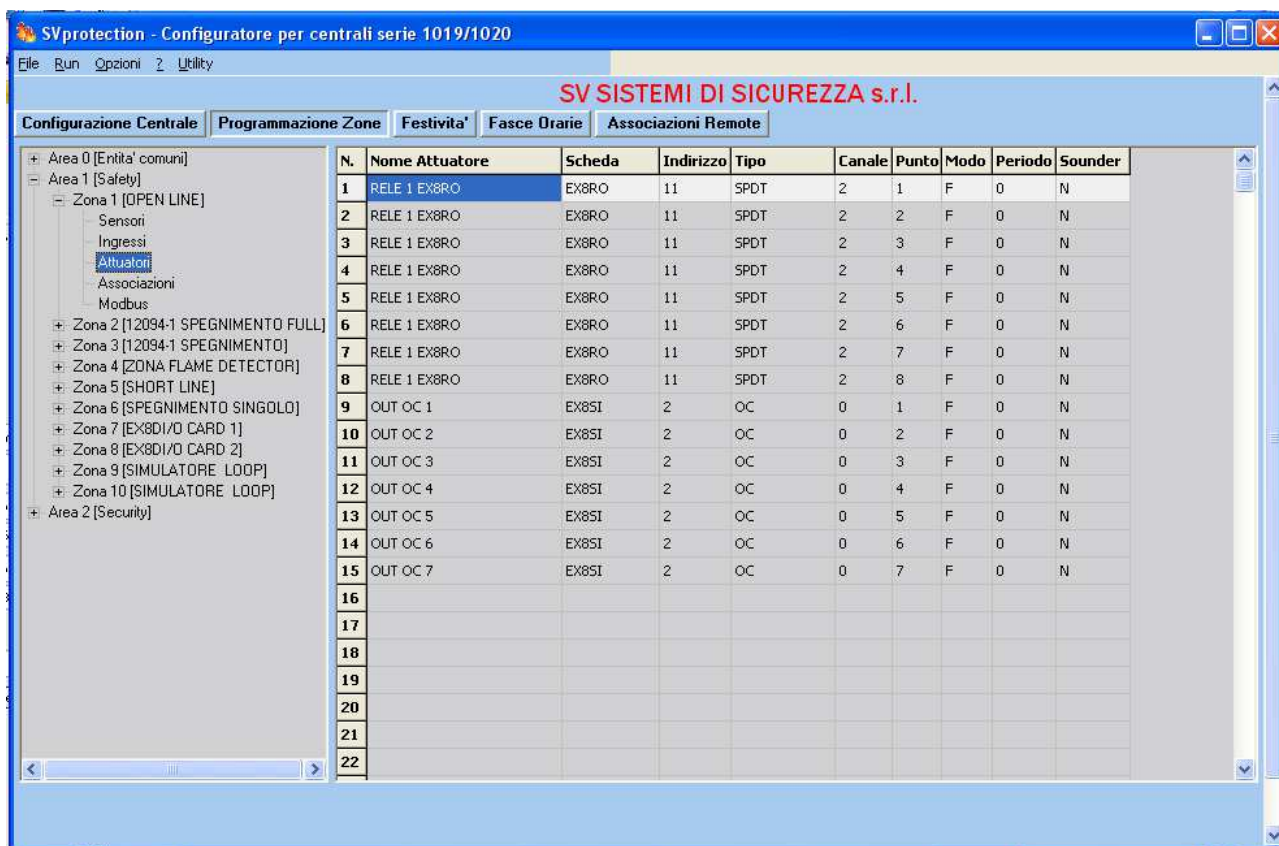 SVprotection - Configuratore per centrali serie 1019/1020
File Run Opzioni ? Utility
SV SISTEMI DI SICUREZZA s.r.l.
Configurazione Centrale Programmazione Zone Festivita' Fasce Orarie Associazioni Remote
Area 0 [Entita' comuni]
Area 1 [Safety]
Zona 1 [OPEN LINE]
Sensori
Ingressi
Attuatori
Associazioni
Modbus
Zona 2 [12094-1 SPEGNIMENTO FULL]
Zona 3 [12094-1 SPEGNIMENTO]
Zona 4 [ZONA FLAME DETECTOR]
Zona 5 [SHORT LINE]
Zona 6 [SPEGNIMENTO SINGOLO]
Zona 7 [EX8DI/O CARD 1]
Zona 8 [EX8DI/O CARD 2]
Zona 9 [SIMULATORE LOOP]
Zona 10 [SIMULATORE LOOP]
Area 2 [Security]
N. Nome Attuatore Scheda Indirizzo Tipo Canale Punto Modo Periodo Sounder
1 RELE 1 EX8RO EX8RO 11 SPDT 2 1 F 0 N
2 RELE 1 EX8RO EX8RO 11 SPDT 2 2 F 0 N
3 RELE 1 EX8RO EX8RO 11 SPDT 2 3 F 0 N
4 RELE 1 EX8RO EX8RO 11 SPDT 2 4 F 0 N
5 RELE 1 EX8RO EX8RO 11 SPDT 2 5 F 0 N
6 RELE 1 EX8RO EX8RO 11 SPDT 2 6 F 0 N
7 RELE 1 EX8RO EX8RO 11 SPDT 2 7 F 0 N
8 RELE 1 EX8RO EX8RO 11 SPDT 2 8 F 0 N
9 OUT OC 1 EX8SI 2 OC 0 1 F 0 N
10 OUT OC 2 EX8SI 2 OC 0 2 F 0 N
11 OUT OC 3 EX8SI 2 OC 0 3 F 0 N
12 OUT OC 4 EX8SI 2 OC 0 4 F 0 N
13 OUT OC 5 EX8SI 2 OC 0 5 F 0 N
14 OUT OC 6 EX8SI 2 OC 0 6 F 0 N
15 OUT OC 7 EX8SI 2 OC 0 7 F 0 N
16
17
18
19
20
21
22